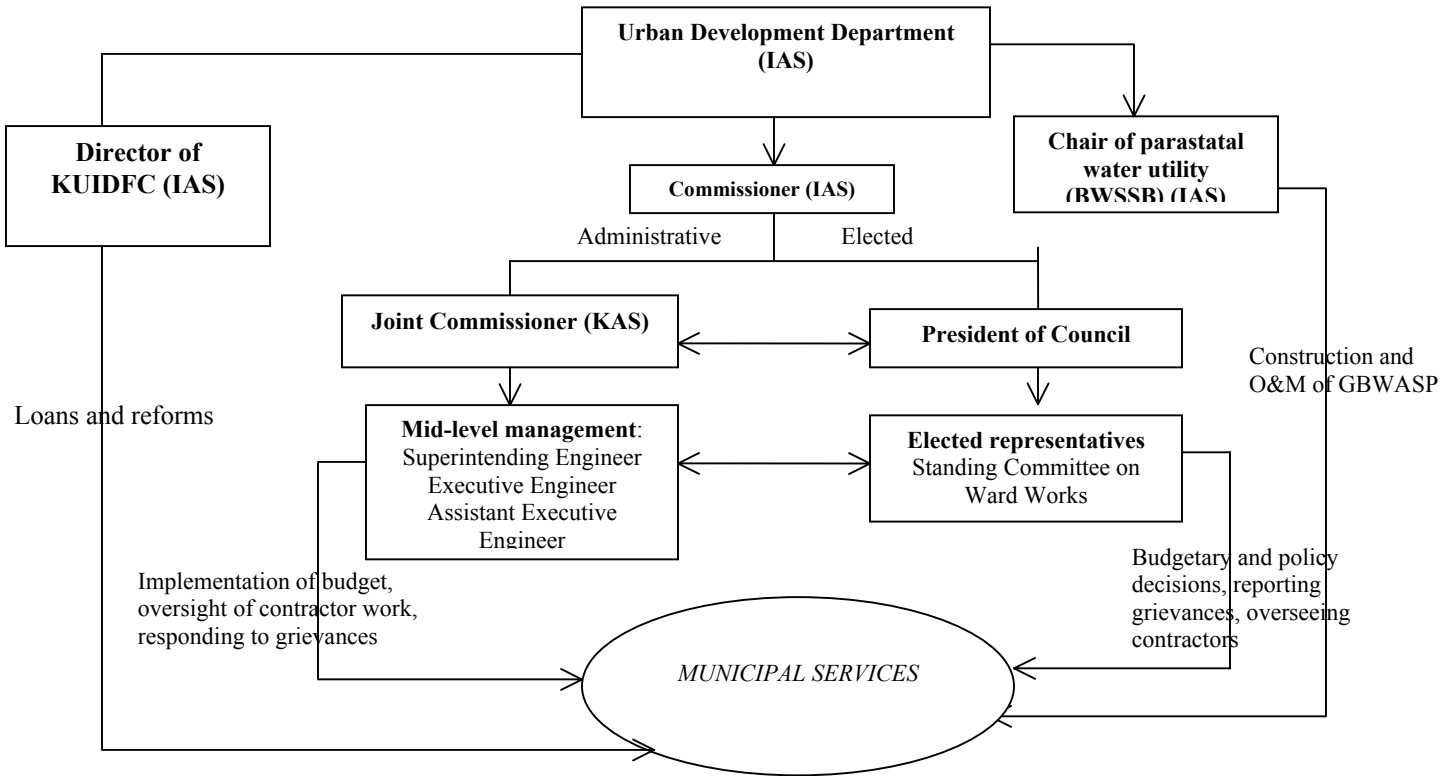 Urban Development Department
(IAS)
Director of
KUIDFC (IAS)
Chair of parastatal
water utility
(BWSSB) (IAS)
Commissioner (IAS)
Administrative
Elected
Joint Commissioner (KAS)
President of Council
Construction and
O&M of GBWASP
Loans and reforms
Mid-level management:
Superintending Engineer
Executive Engineer
Assistant Executive
Engineer
Elected representatives
Standing Committee on
Ward Works
Implementation of budget,
oversight of contractor work,
responding to grievances
Budgetary and policy
decisions, reporting
grievances, overseeing
contractors
MUNICIPAL SERVICES